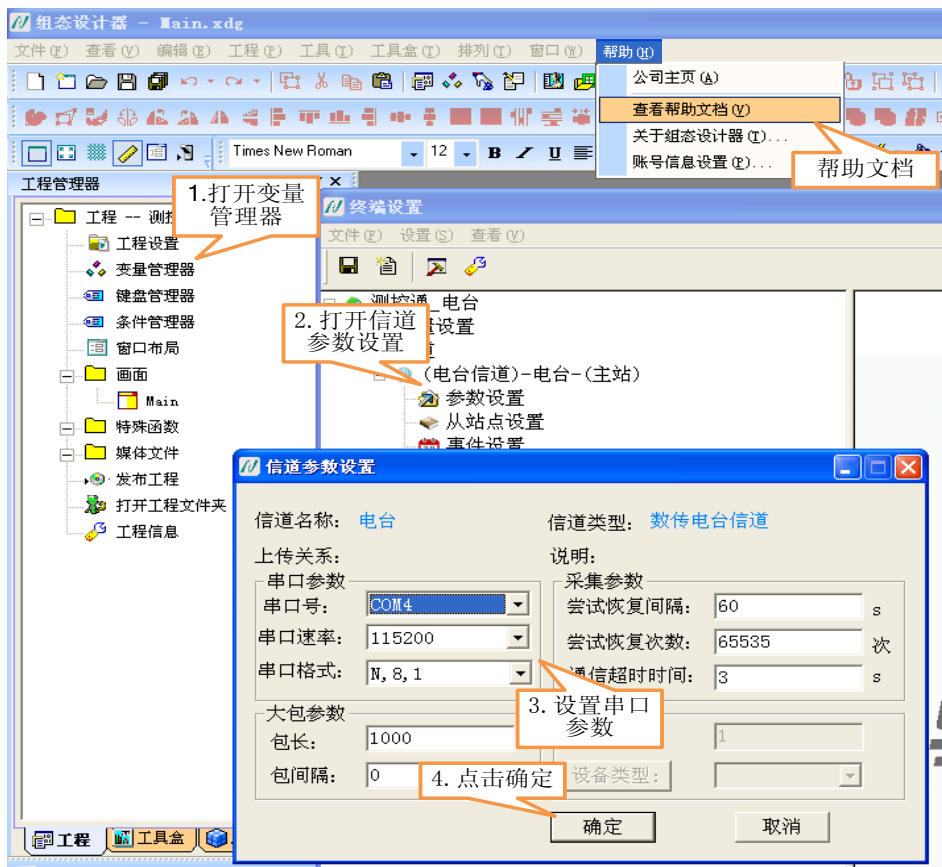 组态设计器 - Main.xdg
文件(F) 查看(V) 编辑(E) 工程(P) 工具(T) 工具盒(T) 排列(T) 窗口(W) 帮助(H)
公司主页(A)
查看帮助文档(V)
关于组态设计器(T)...
账号信息设置(P)...
帮助文档
Times New Roman 12 B U
工程管理器
1.打开变量
管理器
工程 --
工程设置
变量管理器
键盘管理器
条件管理器
窗口布局
画面
Main
特殊函数
媒体文件
发布工程
打开工程文件夹
工程信息
工程 工具盒
终端设置
文件(F) 设置(S) 查看(V)
测控通_电台
设置
2.打开信道
参数设置
(电台信道)-电台-(主站)
参数设置
从站点设置
事件设置
信道参数设置
信道名称: 电台 信道类型: 数传电台信道
上传关系: 说明:
串口参数 采集参数
串口号: COM4 尝试恢复间隔: 60 s
串口速率: 115200 尝试恢复次数: 65535 次
串口格式: N,8,1 通信超时时间: 3 s
3.设置串口
参数
大包参数
包长: 1000 1
包间隔: 0 设备类型:
4.点击确定
确定 取消